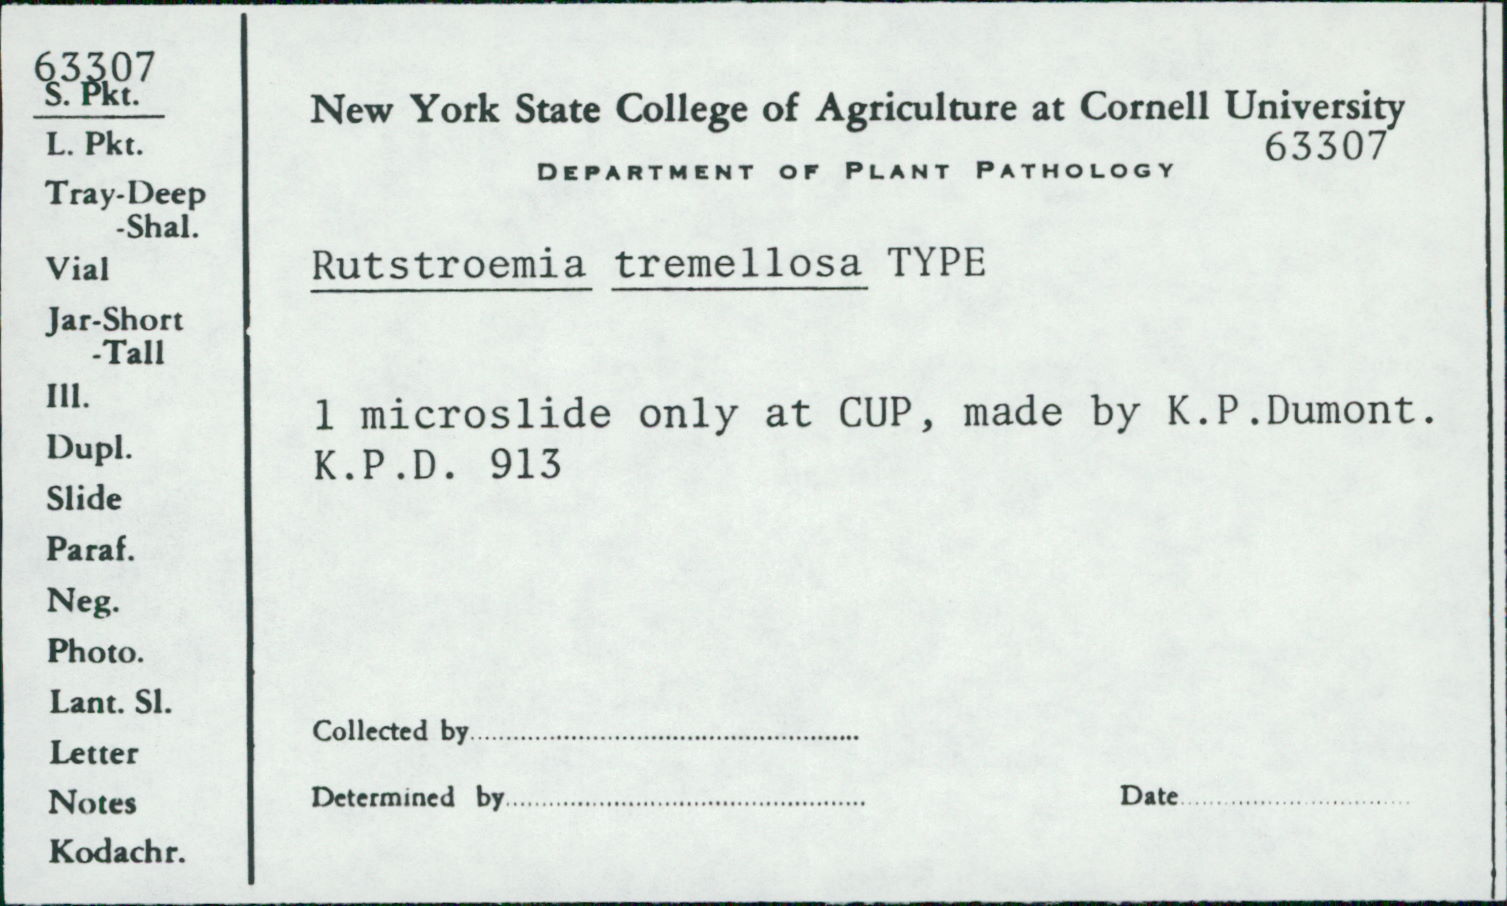 63307
S. Pkt.
L. Pkt.
Tray-Deep
-Shal.
Vial
Jar-Short
-Tall
Ill.
Dupl.
Slide
Paraf.
Neg.
Photo.
Lant. Sl.
Letter
Notes
Kodachr.
New York State College of Agriculture at Cornell University
63307
DEPARTMENT OF PLANT PATHOLOGY
Rutstroemia tremellosa TYPE
1 microslide only at CUP, made by K.P.Dumont.
K.P.D. 913
Collected by
Determined by
Date